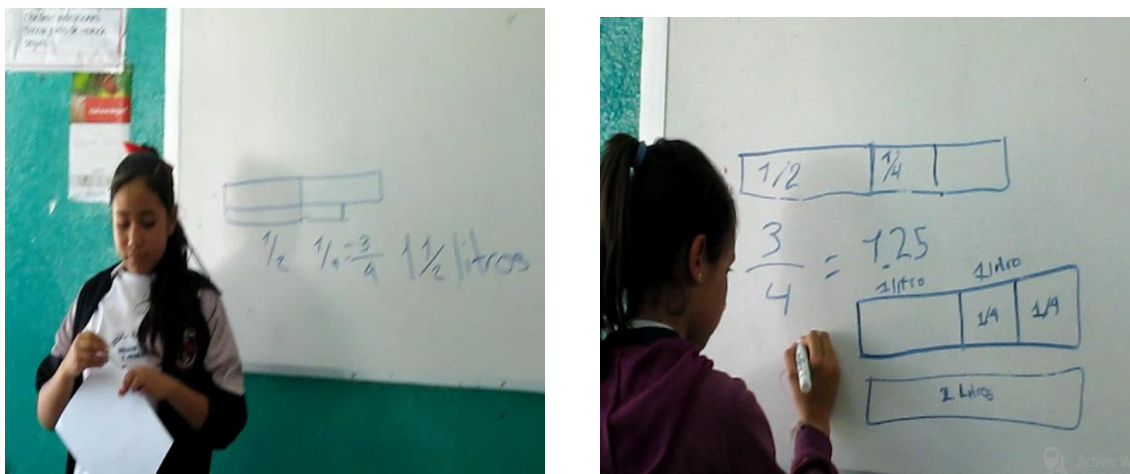 1/2 1/4 = 3/4 1 1/2 litros
1/2 1/4
3/4 = 1.25
1 litro 1 litro
1/4 1/4
2 Litros
Activar W